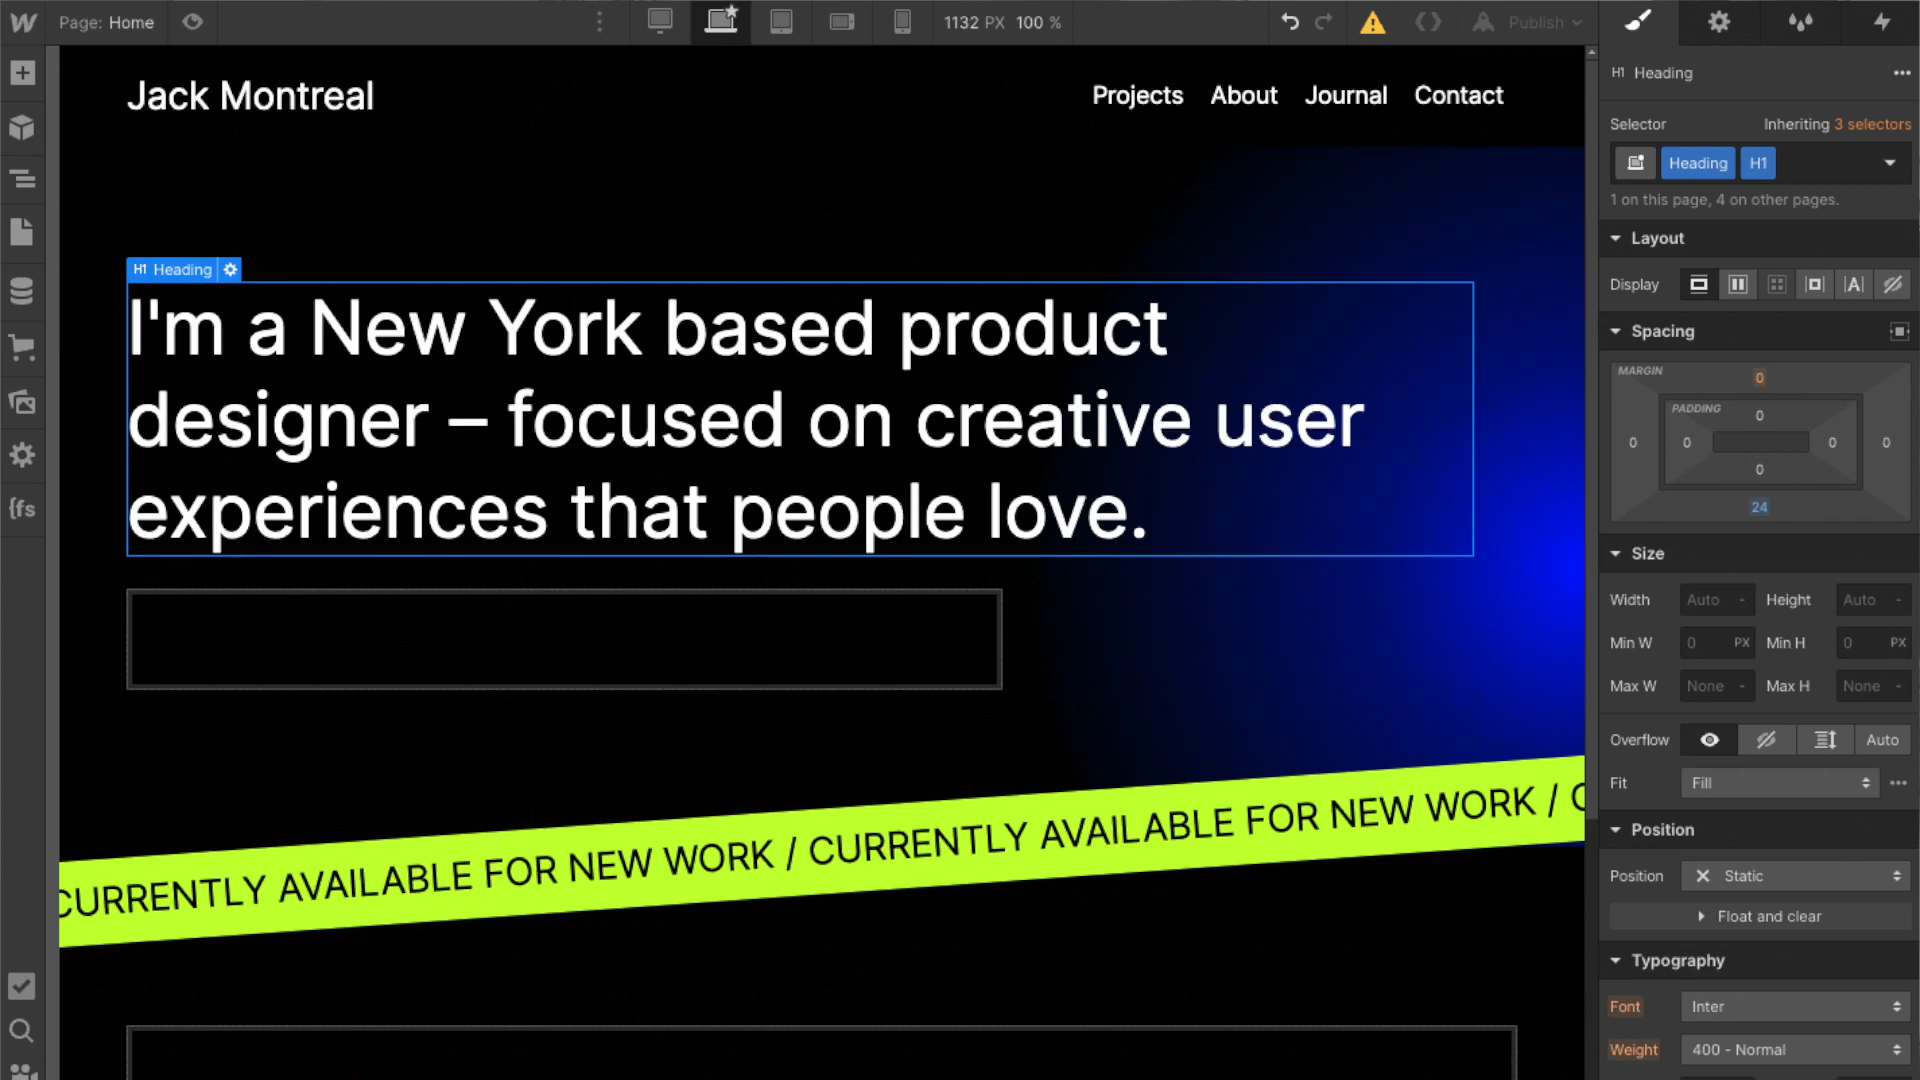 Page: Home
1132 PX 100 %
Publish
Jack Montreal
Projects About Journal Contact
H1 Heading
I'm a New York based product
designer – focused on creative user
experiences that people love.
CURRENTLY AVAILABLE FOR NEW WORK / CURRENTLY AVAILABLE FOR NEW WORK / C
{fs
H1 Heading
Selector Inheriting 3 selectors
Heading H1
1 on this page, 4 on other pages.
Layout
Display
Spacing
MARGIN
0
PADDING
0
0 0 0 0
0
24
Size
Width Auto - Height Auto -
Min W 0 PX Min H 0 PX
Max W None - Max H None -
Overflow Auto
Fit Fill
Position
Position Static
Float and clear
Typography
Font Inter
Weight 400 - Normal